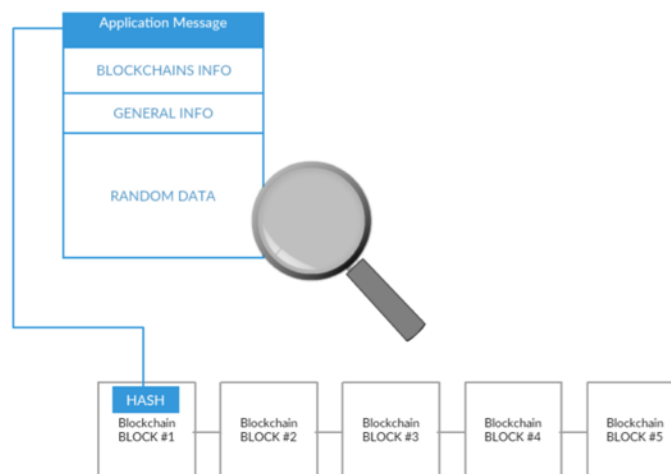 Application Message
BLOCKCHAINS INFO
GENERAL INFO
RANDOM DATA
HASH
Blockchain
BLOCK #1
Blockchain
BLOCK #2
Blockchain
BLOCK #3
Blockchain
BLOCK #4
Blockchain
BLOCK #5